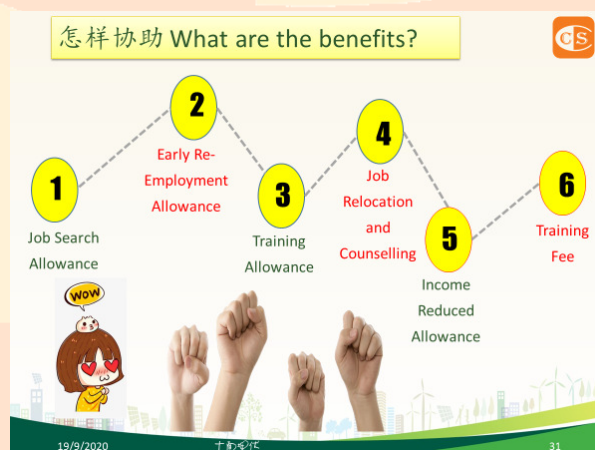 怎样协助 What are the benefits?
CS
1
Job Search
Allowance
2
Early Re-
Employment
Allowance
3
Training
Allowance
4
Job
Relocation
and
Counselling
5
Income
Reduced
Allowance
6
Training
Fee
WOW
19/9/2020
31